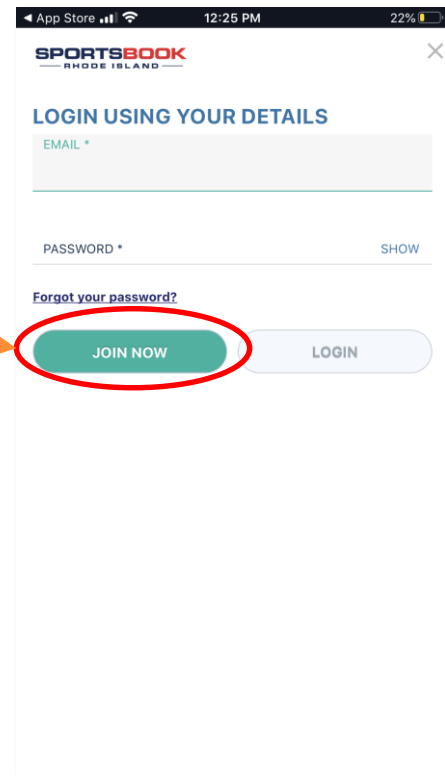 App Store 12:25 PM 22%
SPORTSBOOK
RHODE ISLAND
LOGIN USING YOUR DETAILS
EMAIL *
PASSWORD * SHOW
Forgot your password?
JOIN NOW LOGIN